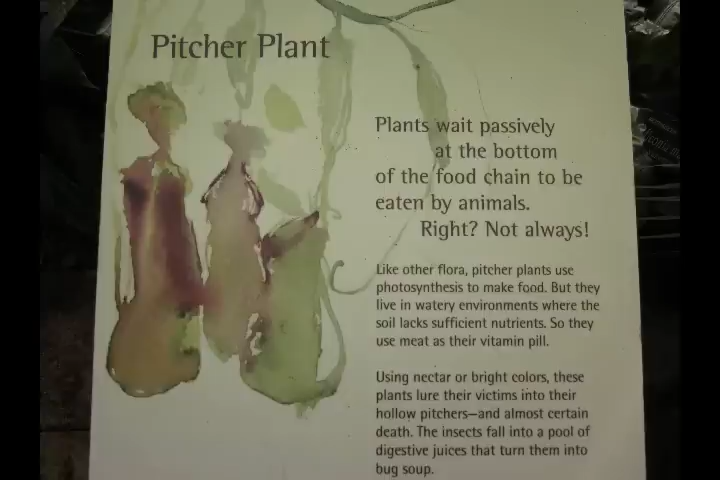 Pitcher Plant
Plants wait passively
at the bottom
of the food chain to be
eaten by animals.
Right? Not always!
Like other flora, pitcher plants use
photosynthesis to make food. But they
live in watery environments where the
soil lacks sufficient nutrients. So they
use meat as their vitamin pill.
Using nectar or bright colors, these
plants lure their victims into their
hollow pitchers—and almost certain
death. The insects fall into a pool of
digestive juices that turn them into
bug soup.